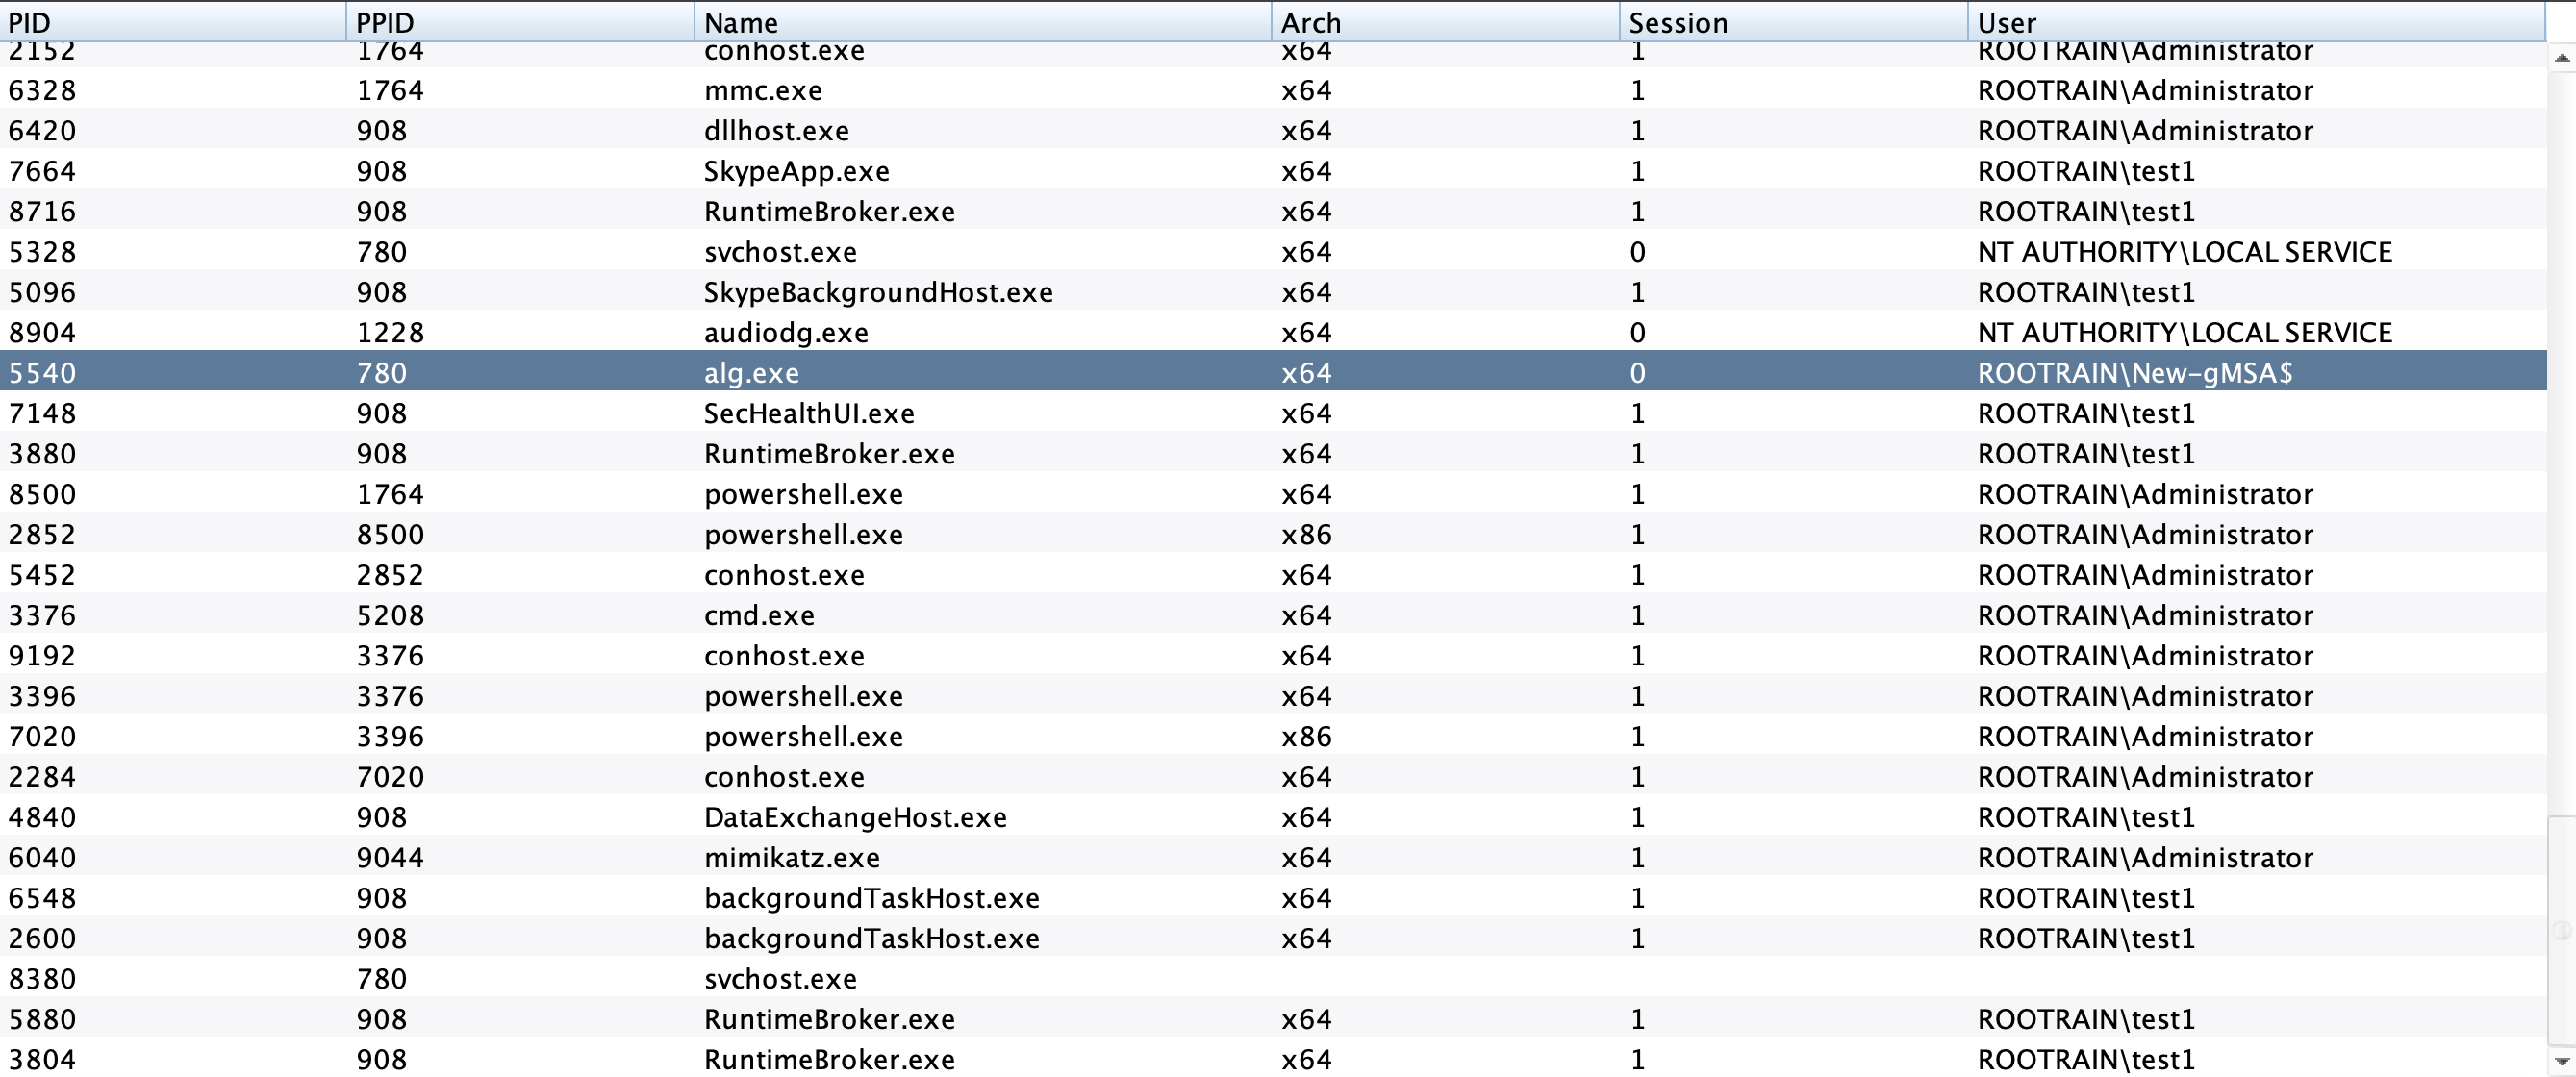 PID PPID Name Arch Session User
2152 1764 conhost.exe x64 1 ROOTRAIN\Administrator
6328 1764 mmc.exe x64 1 ROOTRAIN\Administrator
6420 908 dllhost.exe x64 1 ROOTRAIN\Administrator
7664 908 SkypeApp.exe x64 1 ROOTRAIN\test1
8716 908 RuntimeBroker.exe x64 1 ROOTRAIN\test1
5328 780 svchost.exe x64 0 NT AUTHORITY\LOCAL SERVICE
5096 908 SkypeBackgroundHost.exe x64 1 ROOTRAIN\test1
8904 1228 audiodg.exe x64 0 NT AUTHORITY\LOCAL SERVICE
5540 780 alg.exe x64 0 ROOTRAIN\New-gMSA$
7148 908 SecHealthUI.exe x64 1 ROOTRAIN\test1
3880 908 RuntimeBroker.exe x64 1 ROOTRAIN\test1
8500 1764 powershell.exe x64 1 ROOTRAIN\Administrator
2852 8500 powershell.exe x86 1 ROOTRAIN\Administrator
5452 2852 conhost.exe x64 1 ROOTRAIN\Administrator
3376 5208 cmd.exe x64 1 ROOTRAIN\Administrator
9192 3376 conhost.exe x64 1 ROOTRAIN\Administrator
3396 3376 powershell.exe x64 1 ROOTRAIN\Administrator
7020 3396 powershell.exe x86 1 ROOTRAIN\Administrator
2284 7020 conhost.exe x64 1 ROOTRAIN\Administrator
4840 908 DataExchangeHost.exe x64 1 ROOTRAIN\test1
6040 9044 mimikatz.exe x64 1 ROOTRAIN\Administrator
6548 908 backgroundTaskHost.exe x64 1 ROOTRAIN\test1
2600 908 backgroundTaskHost.exe x64 1 ROOTRAIN\test1
8380 780 svchost.exe
5880 908 RuntimeBroker.exe x64 1 ROOTRAIN\test1
3804 908 RuntimeBroker.exe x64 1 ROOTRAIN\test1